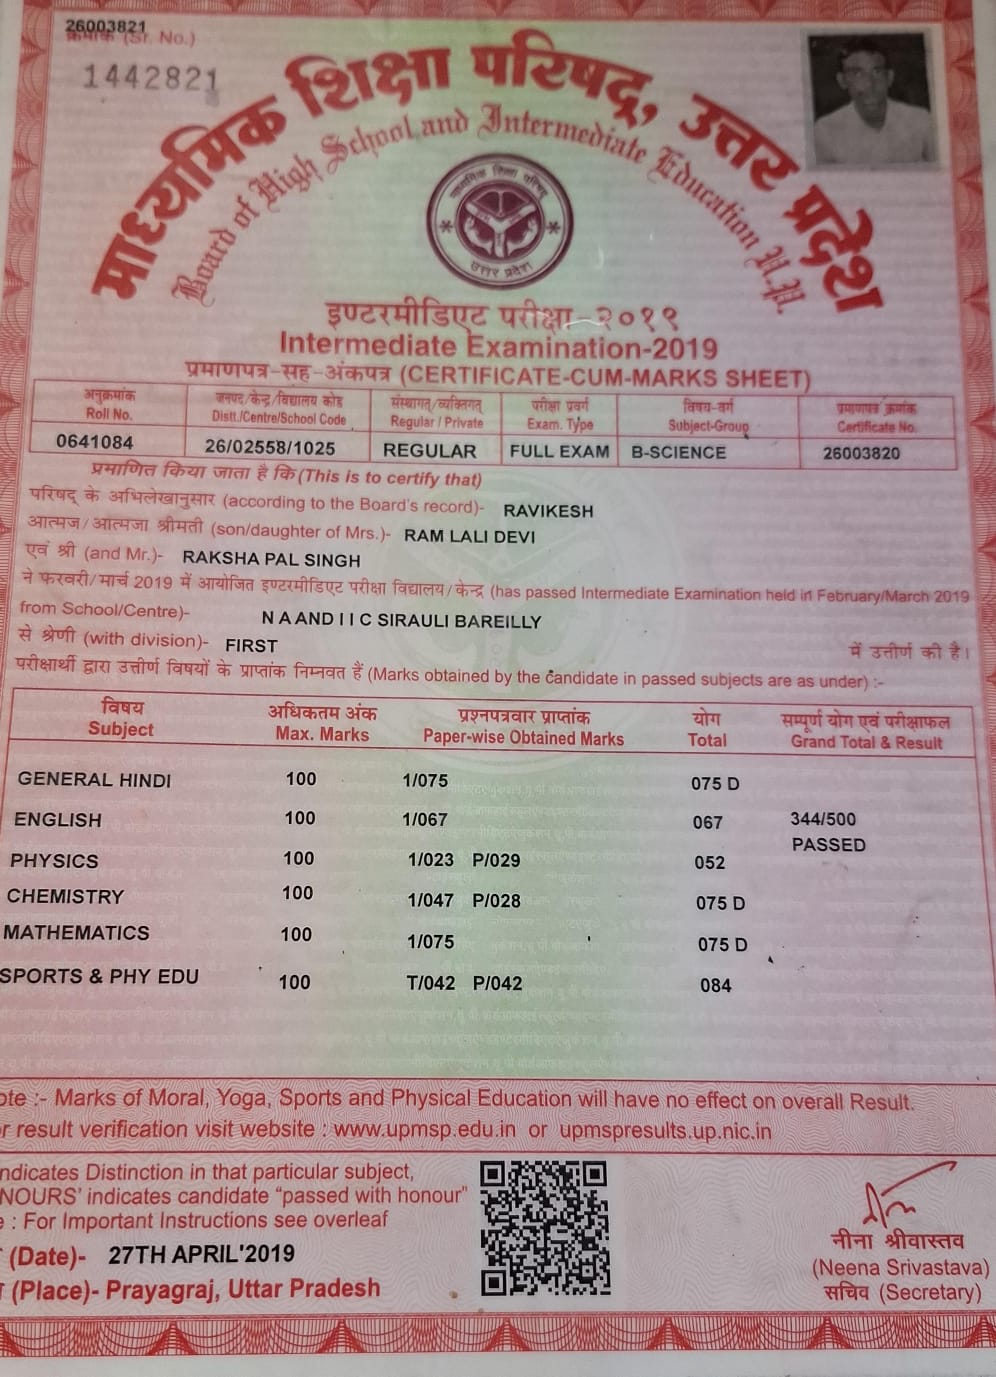 26003821
क्रमांक (Sr. No.)
1442821
माध्यमिक शिक्षा परिषद्, उत्तर प्रदेश
Board of High School and Intermediate Education U.P.
माध्यमिक शिक्षा परिषद्
उत्तर प्रदेश
इण्टरमीडिएट परीक्षा-२०१९
Intermediate Examination-2019
प्रमाणपत्र-सह-अंकपत्र (CERTIFICATE-CUM-MARKS SHEET)
अनुक्रमांक जनपद/केन्द्र/विद्यालय कोड संस्थागत/व्यक्तिगत परीक्षा प्रवर्ग विषय-वर्ग प्रमाणपत्र क्रमांक
Roll No. Distt./Centre/School Code Regular / Private Exam. Type Subject-Group Certificate No.
0641084 26/02558/1025 REGULAR FULL EXAM B-SCIENCE 26003820
प्रमाणित किया जाता है कि (This is to certify that)
परिषद् के अभिलेखानुसार (according to the Board's record)- RAVIKESH
आत्मज/आत्मजा श्रीमती (son/daughter of Mrs.)- RAM LALI DEVI
एवं श्री (and Mr.)- RAKSHA PAL SINGH
ने फरवरी/मार्च 2019 में आयोजित इण्टरमीडिएट परीक्षा विद्यालय/केन्द्र (has passed Intermediate Examination held in February/March 2019
from School/Centre)- N A AND I I C SIRAULI BAREILLY
से श्रेणी (with division)- FIRST में उत्तीर्ण की है।
परीक्षार्थी द्वारा उत्तीर्ण विषयों के प्राप्तांक निम्नवत हैं (Marks obtained by the candidate in passed subjects are as under) :-
विषय अधिकतम अंक प्रश्नपत्रवार प्राप्तांक योग सम्पूर्ण योग एवं परीक्षाफल
Subject Max. Marks Paper-wise Obtained Marks Total Grand Total & Result
GENERAL HINDI 100 1/075 075 D
ENGLISH 100 1/067 067 344/500
PASSED
PHYSICS 100 1/023 P/029 052
CHEMISTRY 100 1/047 P/028 075 D
MATHEMATICS 100 1/075 075 D
SPORTS & PHY EDU 100 T/042 P/042 084
ote :- Marks of Moral, Yoga, Sports and Physical Education will have no effect on overall Result.
r result verification visit website : www.upmsp.edu.in or upmspresults.up.nic.in
ndicates Distinction in that particular subject,
NOURS' indicates candidate “passed with honour”
e : For Important Instructions see overleaf
(Date)- 27TH APRIL'2019
(Place)- Prayagraj, Uttar Pradesh
नीना श्रीवास्तव
(Neena Srivastava)
सचिव (Secretary)